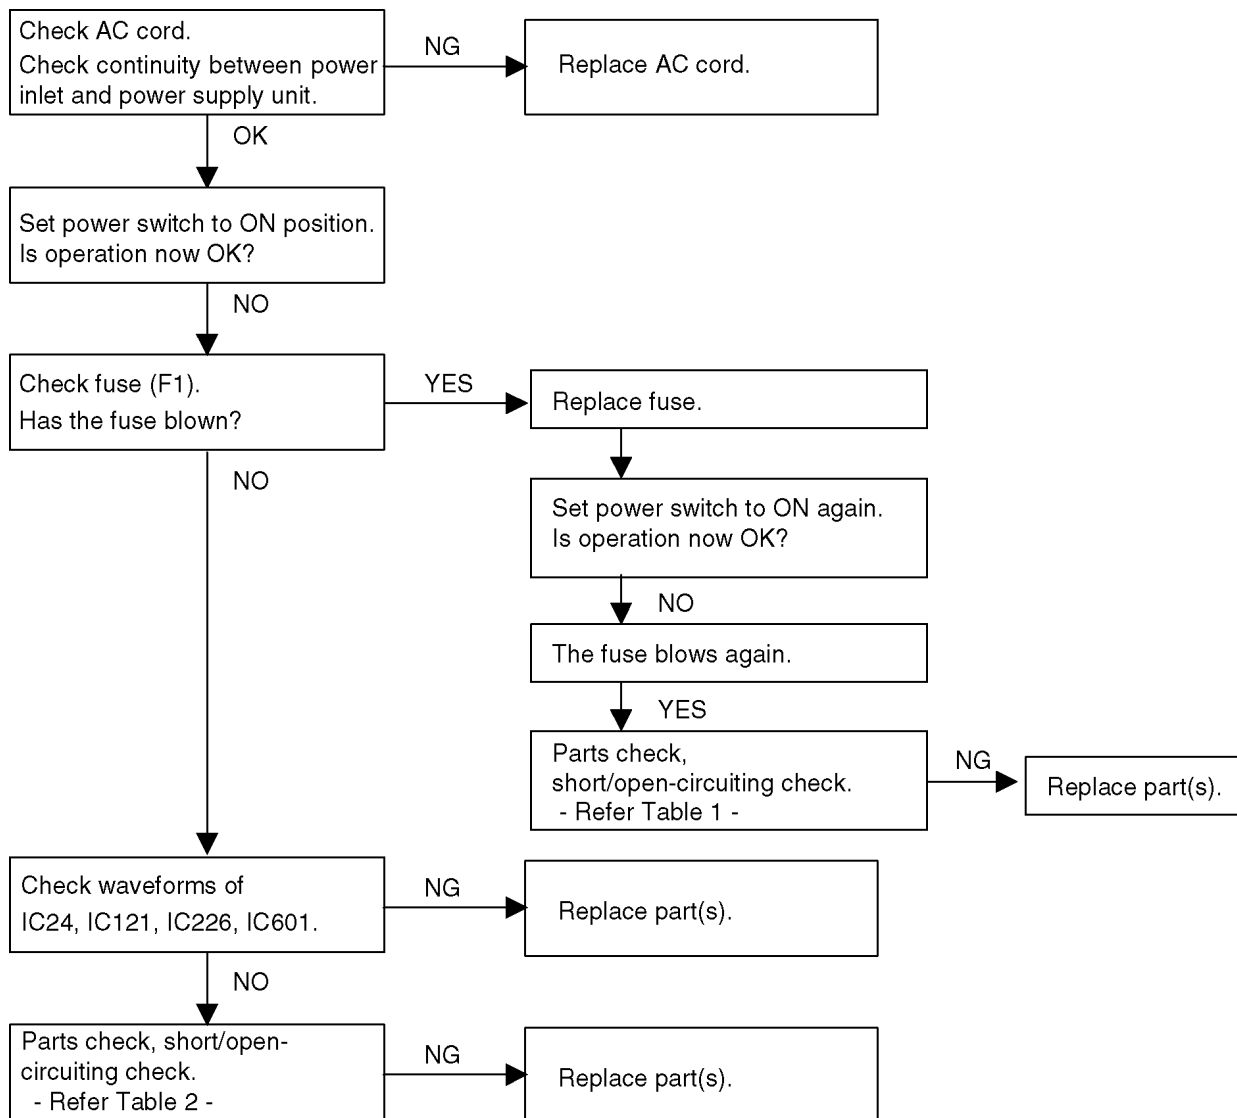 Check AC cord.
Check continuity between power
inlet and power supply unit.
NG
Replace AC cord.
OK
Set power switch to ON position.
Is operation now OK?
NO
Check fuse (F1).
Has the fuse blown?
YES
Replace fuse.
NO
Set power switch to ON again.
Is operation now OK?
NO
The fuse blows again.
YES
Parts check,
short/open-circuiting check.
- Refer Table 1 -
NG
Replace part(s).
Check waveforms of
IC24, IC121, IC226, IC601.
NG
Replace part(s).
NO
Parts check, short/open-
circuiting check.
- Refer Table 2 -
NG
Replace part(s).